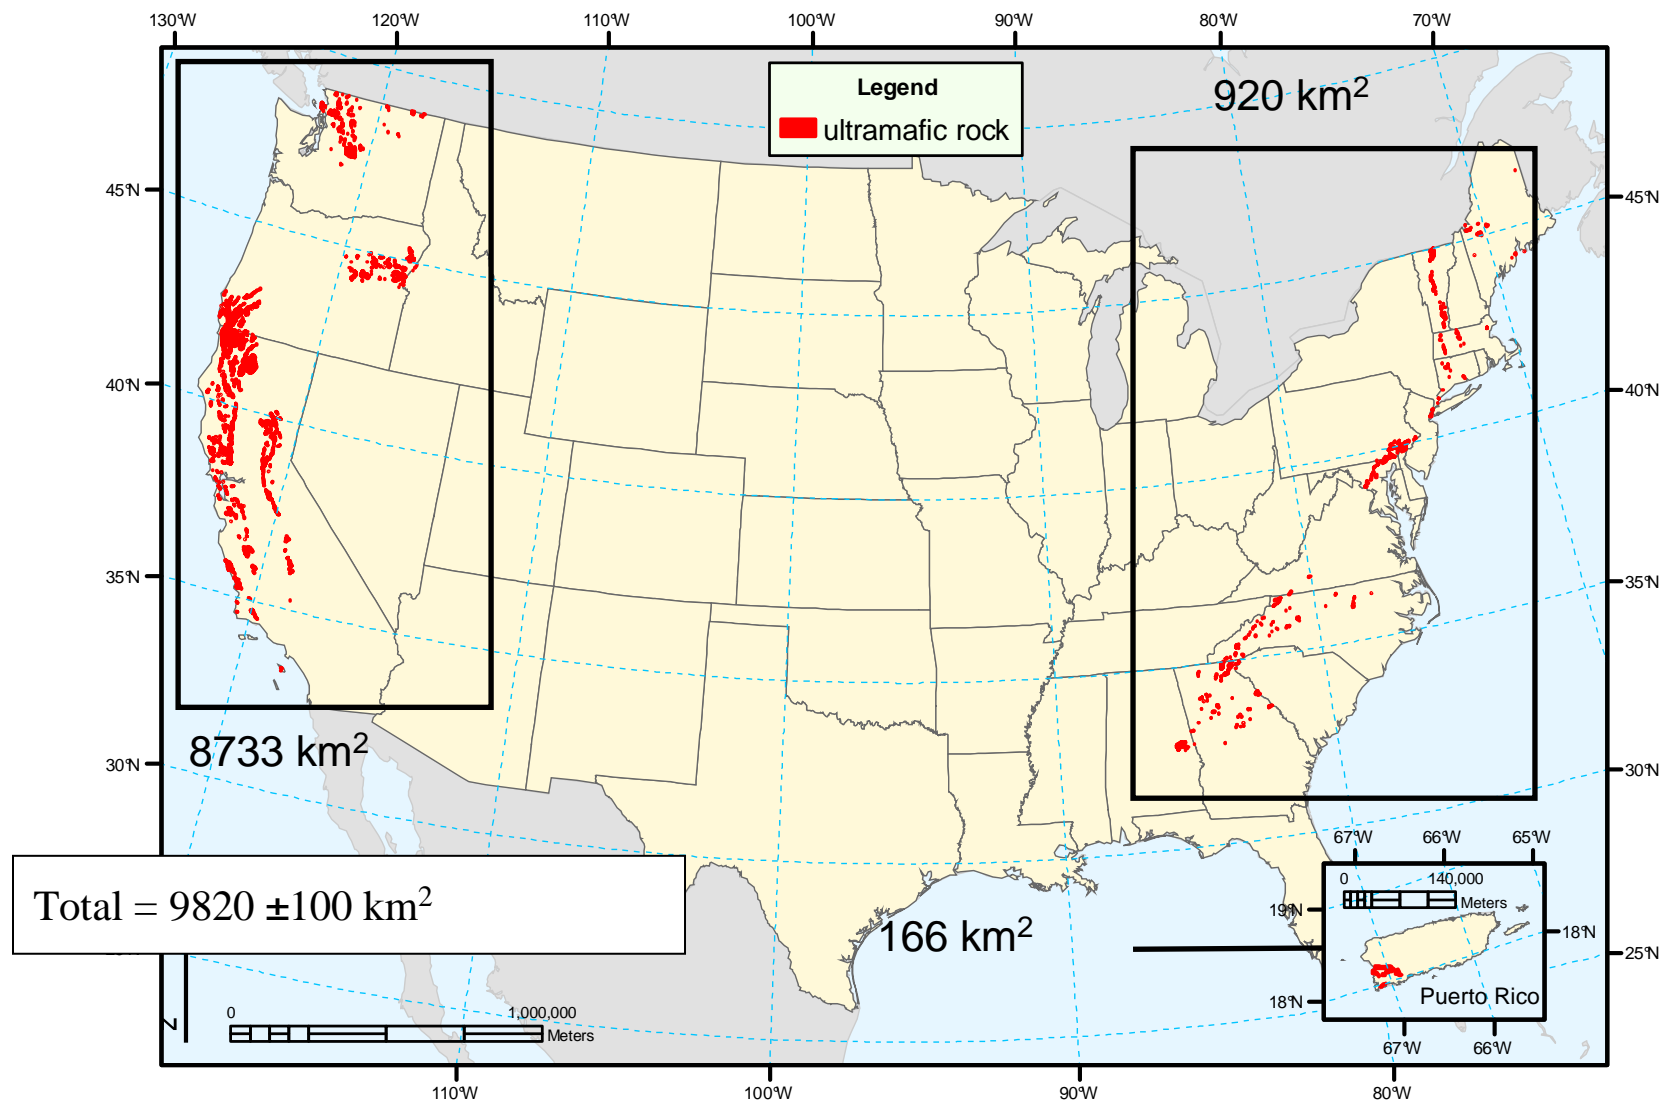 130°W 120°W 110°W 100°W 90°W 80°W 70°W
Legend
ultramafic rock
920 km²
45°N
45°N
40°N
40°N
35°N
35°N
8733 km²
30°N
30°N
67°W 66°W 65°W
0 140,000
Meters
Total = 9820 ±100 km²
19°N
166 km²
18°N
25°N
Puerto Rico
18°N
0 1,000,000
Meters
67°W 66°W
110°W 100°W 90°W 80°W